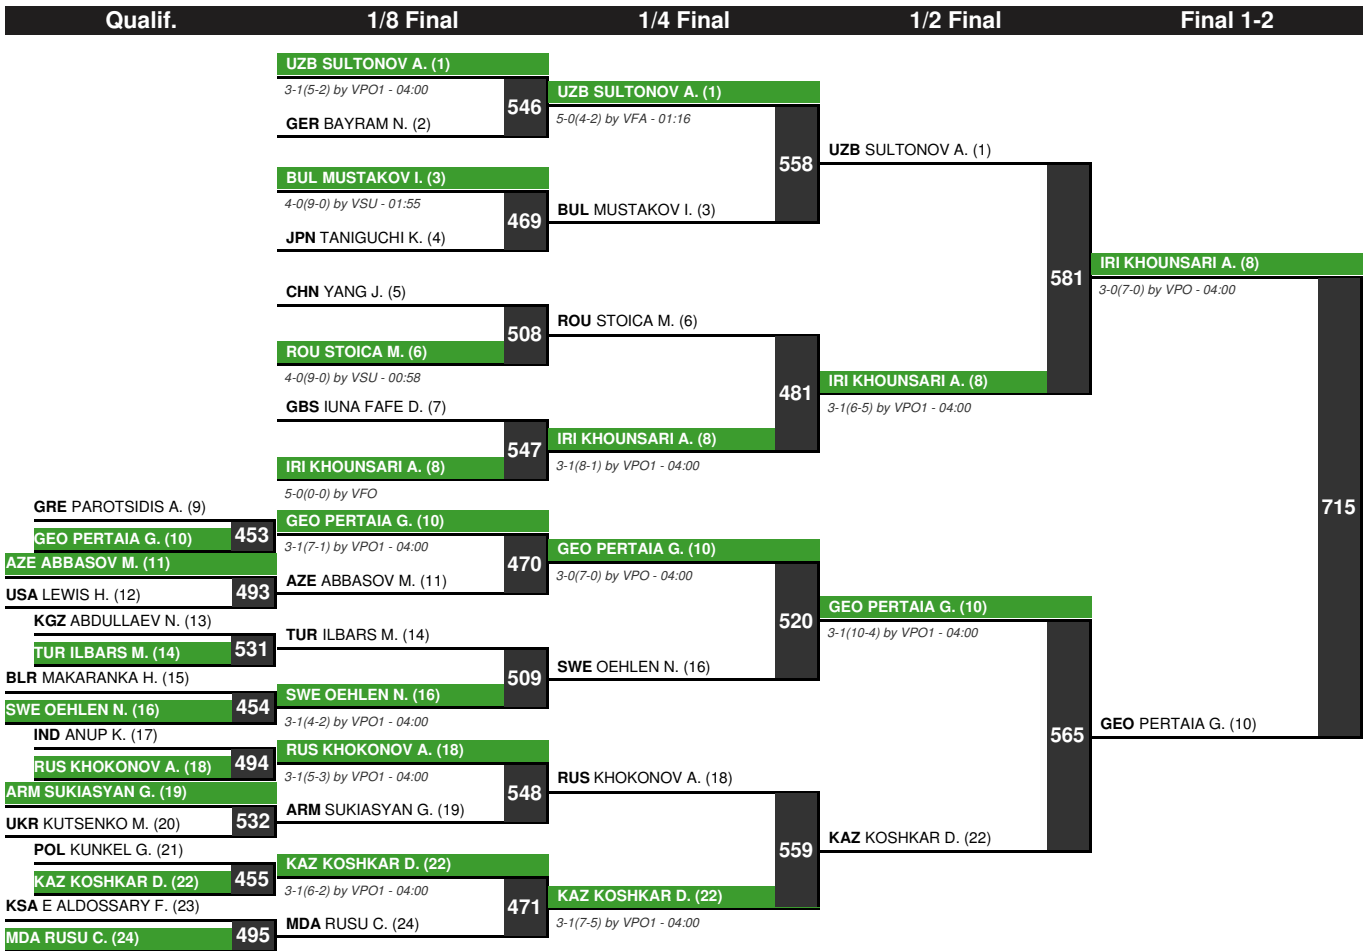 Qualif. 1/8 Final 1/4 Final 1/2 Final Final 1-2
UZB SULTONOV A. (1)
3-1(5-2) by VPO1 - 04:00
546
GER BAYRAM N. (2)
BUL MUSTAKOV I. (3)
4-0(9-0) by VSU - 01:55
469
JPN TANIGUCHI K. (4)
CHN YANG J. (5)
508
ROU STOICA M. (6)
4-0(9-0) by VSU - 00:58
GBS IUNA FAFE D. (7)
547
IRI KHOUNSARI A. (8)
5-0(0-0) by VFO
GRE PAROTSIDIS A. (9)
453
GEO PERTAIA G. (10)
AZE ABBASOV M. (11)
493
USA LEWIS H. (12)
KGZ ABDULLAEV N. (13)
531
TUR ILBARS M. (14)
BLR MAKARANKA H. (15)
454
SWE OEHLEN N. (16)
IND ANUP K. (17)
494
RUS KHOKONOV A. (18)
ARM SUKIASYAN G. (19)
532
UKR KUTSENKO M. (20)
POL KUNKEL G. (21)
455
KAZ KOSHKAR D. (22)
KSA E ALDOSSARY F. (23)
495
MDA RUSU C. (24)
GEO PERTAIA G. (10)
3-1(7-1) by VPO1 - 04:00
470
AZE ABBASOV M. (11)
TUR ILBARS M. (14)
509
SWE OEHLEN N. (16)
3-1(4-2) by VPO1 - 04:00
RUS KHOKONOV A. (18)
3-1(5-3) by VPO1 - 04:00
548
ARM SUKIASYAN G. (19)
KAZ KOSHKAR D. (22)
3-1(6-2) by VPO1 - 04:00
471
MDA RUSU C. (24)
UZB SULTONOV A. (1)
5-0(4-2) by VFA - 01:16
558
BUL MUSTAKOV I. (3)
ROU STOICA M. (6)
481
IRI KHOUNSARI A. (8)
3-1(8-1) by VPO1 - 04:00
GEO PERTAIA G. (10)
3-0(7-0) by VPO - 04:00
520
SWE OEHLEN N. (16)
RUS KHOKONOV A. (18)
559
KAZ KOSHKAR D. (22)
3-1(7-5) by VPO1 - 04:00
UZB SULTONOV A. (1)
581
IRI KHOUNSARI A. (8)
3-1(6-5) by VPO1 - 04:00
GEO PERTAIA G. (10)
3-1(10-4) by VPO1 - 04:00
565
KAZ KOSHKAR D. (22)
IRI KHOUNSARI A. (8)
3-0(7-0) by VPO - 04:00
715
GEO PERTAIA G. (10)